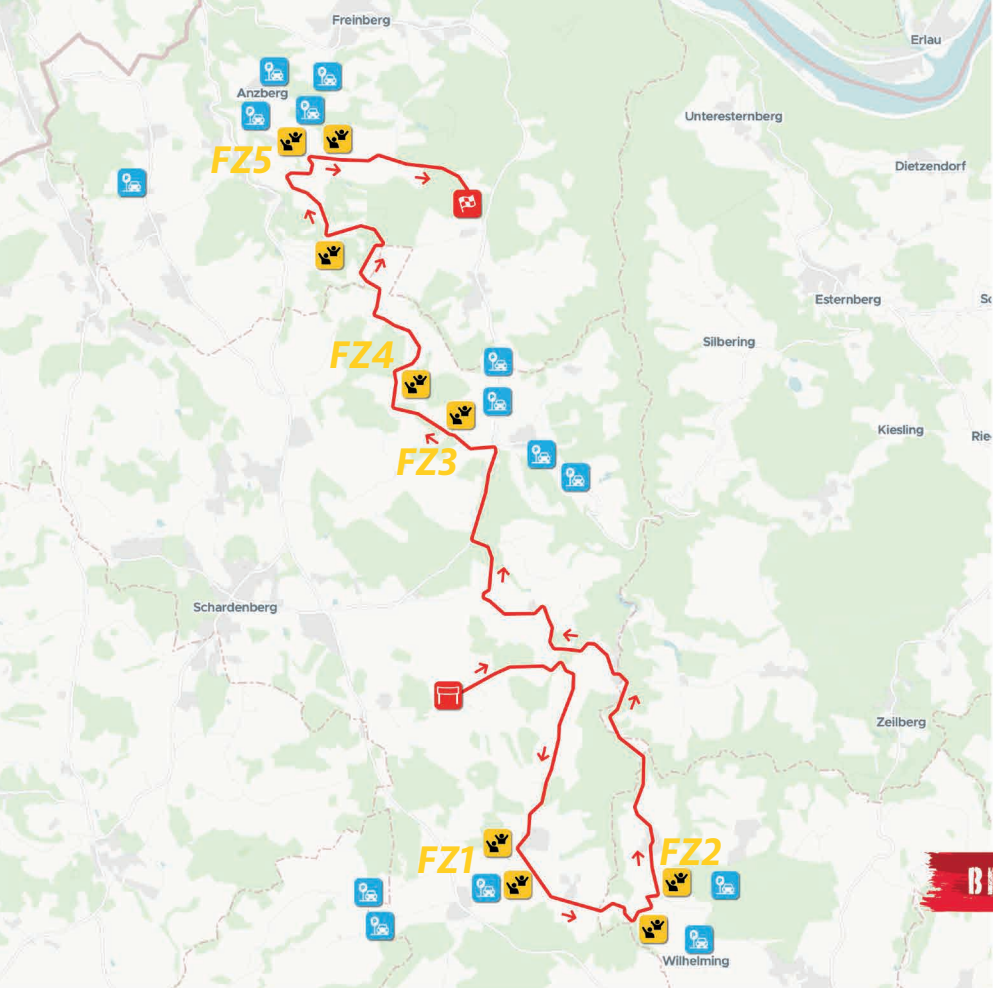 Freinberg
Erlau
Anzberg
Unteresternberg
FZ5
Dietzendorf
Esternberg
Silbering
FZ4
Kiesling
FZ3
Schardenberg
Zeilberg
FZ1
FZ2
Wilhelming